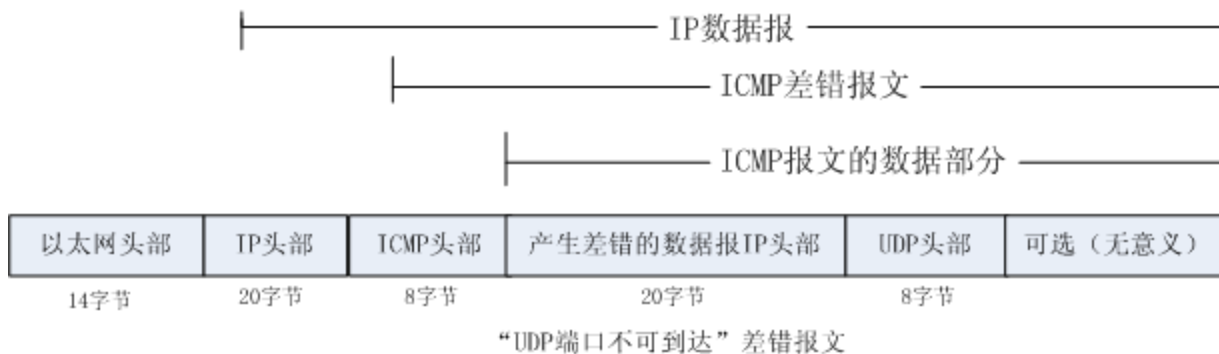 IP数据报
ICMP差错报文
ICMP报文的数据部分
以太网头部 IP头部 ICMP头部 产生差错的数据报IP头部 UDP头部 可选（无意义）
14字节 20字节 8字节 20字节 8字节
“UDP端口不可到达”差错报文